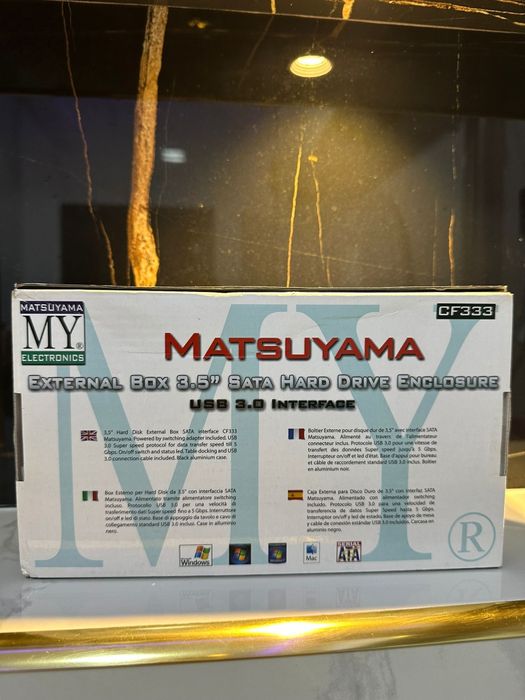 MATSUYAMA
MY®
ELECTRONICS
CF333
MATSUYAMA
EXTERNAL BOX 3.5" SATA HARD DRIVE ENCLOSURE
USB 3.0 INTERFACE
3,5" Hard Disk External Box SATA interface CF333
Matsuyama. Powered by switching adapter included. USB
3.0 Super speed protocol for data transfer speed till 5
Gbps. On/off switch and status led. Table docking and USB
3.0 connection cable included. Black aluminium case.
Boîtier Externe pour disque dur de 3,5" avec interface SATA
Matsuyama. Alimenté au travers de l'alimentateur
connecteur inclus. Protocole USB 3.0 pour une vitesse de
transfert des données Super speed jusqu'à 5 Gbps.
Interrupteur on/off et led d'état. Base d'appui pour bureau
et câble de raccordement standard USB 3.0 inclus. Boîtier
en aluminium noir.
Box Esterno per Hard Disk da 3.5" con interfaccia SATA
Matsuyama. Alimentato tramite alimentatore switching
incluso. Protocollo USB 3.0 per una velocità di
trasferimento dati Super speed fino a 5 Gbps. Interruttore
on/off e led di stato. Base di appoggio da tavolo e cavo di
collegamento standard USB 3.0 incluso. Case in alluminio
nero.
Caja Externa para Disco Duro de 3.5" con interfaz SATA
Matsuyama. Alimentado con alimentador switching
incluido. Protokolo USB 3.0 para una velocidad de
transferencia de datos Super Speed hasta 5 Gbps.
Interruptor on/off y led de estado. Base de apoyo de mesa
y cable de conexión estándar USB 3.0 incluidos. Carcasa en
aluminio negro.
Windows
Mac
SERIAL
ATA
MY®